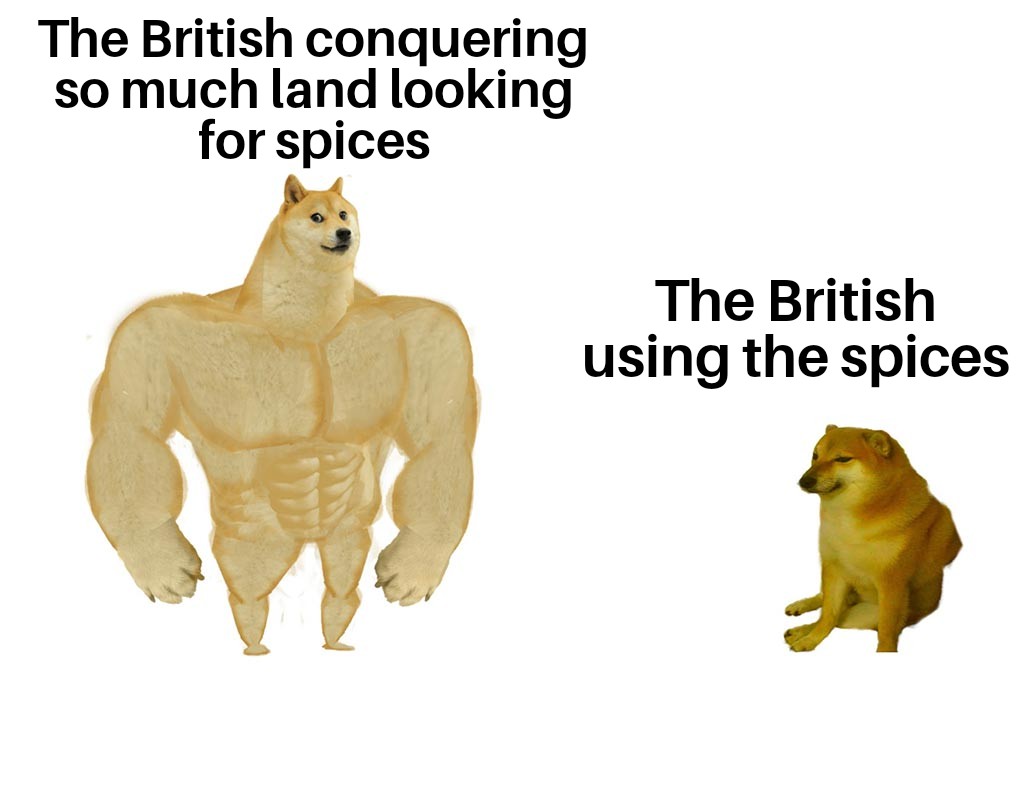 The British conquering
so much land looking
for spices
The British
using the spices